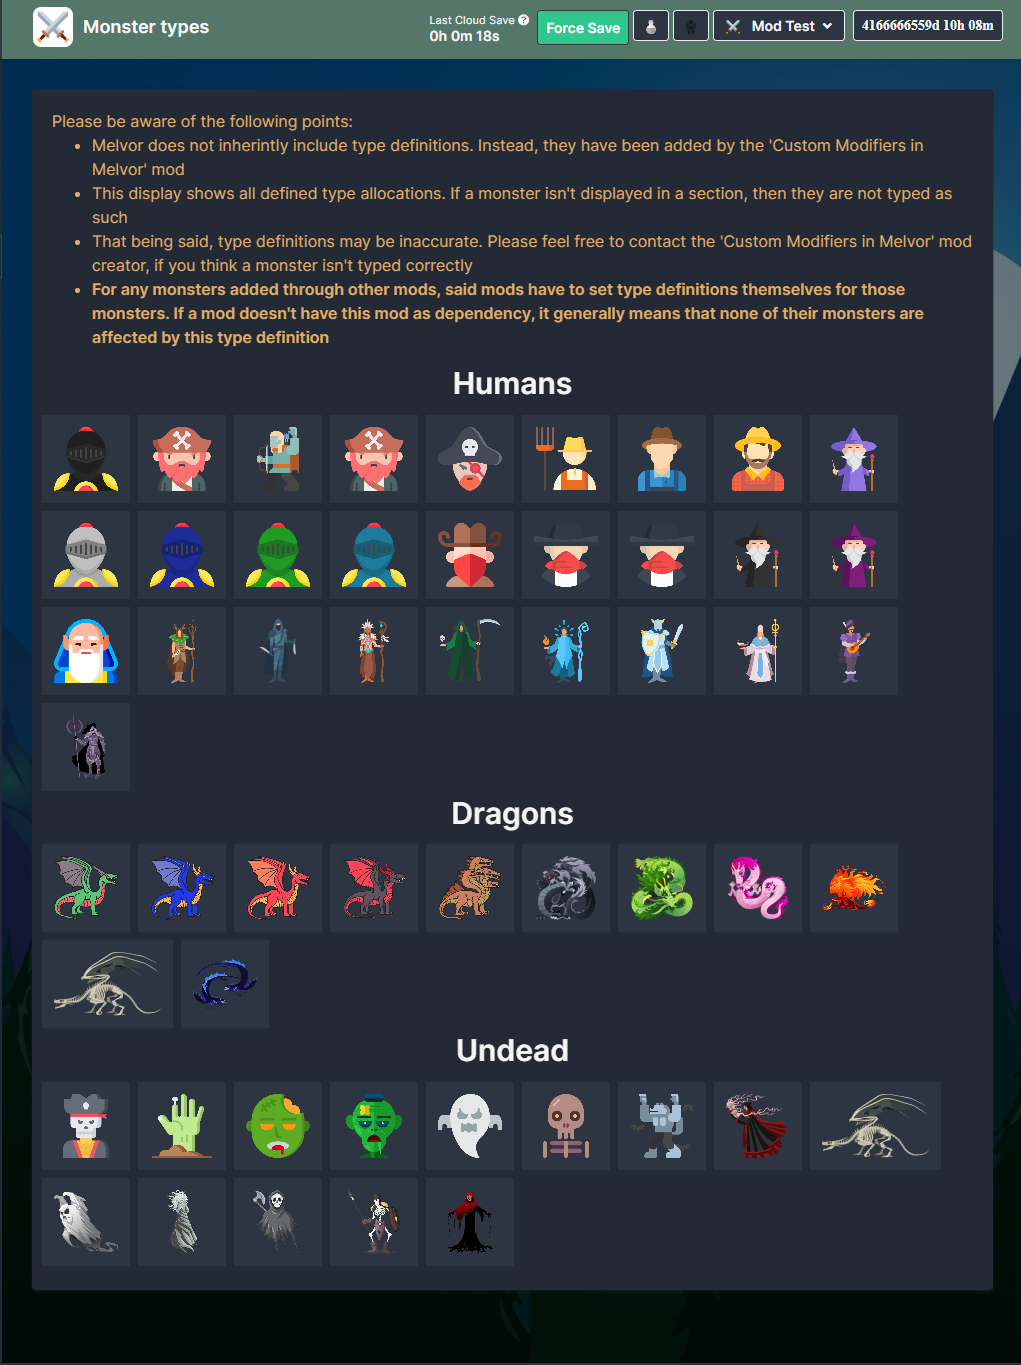 Monster types
Last Cloud Save ?
0h 0m 18s
Force Save
Mod Test
4166666559d 10h 08m
Please be aware of the following points:
• Melvor does not inherintly include type definitions. Instead, they have been added by the 'Custom Modifiers in
Melvor' mod
• This display shows all defined type allocations. If a monster isn't displayed in a section, then they are not typed as
such
• That being said, type definitions may be inaccurate. Please feel free to contact the 'Custom Modifiers in Melvor' mod
creator, if you think a monster isn't typed correctly
• For any monsters added through other mods, said mods have to set type definitions themselves for those
monsters. If a mod doesn't have this mod as dependency, it generally means that none of their monsters are
affected by this type definition
Humans
Dragons
Undead